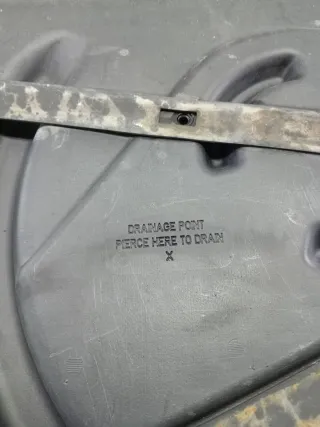 DRAINAGE POINT
PIERCE HERE TO DRAIN
X